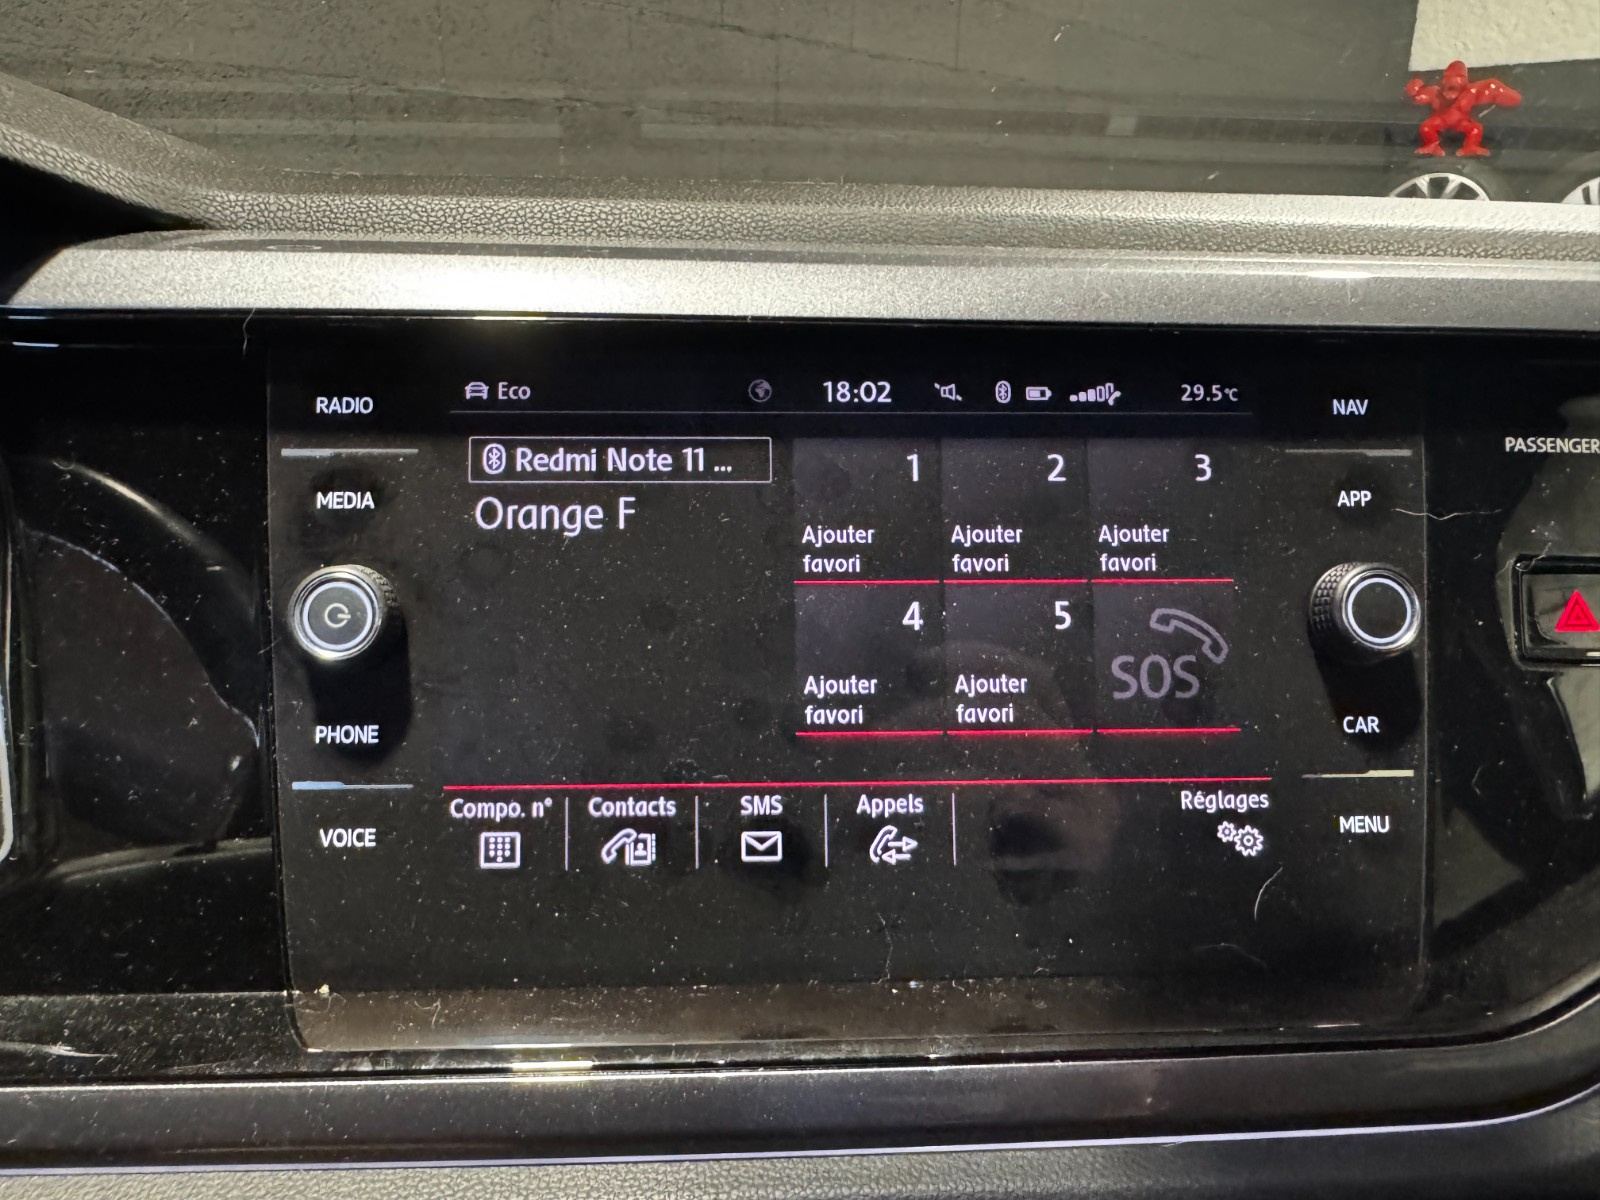 RADIO
MEDIA
PHONE
VOICE
Eco
18:02
29.5°C
Redmi Note 11 ...
Orange F
1
Ajouter
favori
2
Ajouter
favori
3
Ajouter
favori
4
Ajouter
favori
5
Ajouter
favori
SOS
Compo. n°
Contacts
SMS
Appels
Réglages
NAV
APP
CAR
MENU
PASSENGER